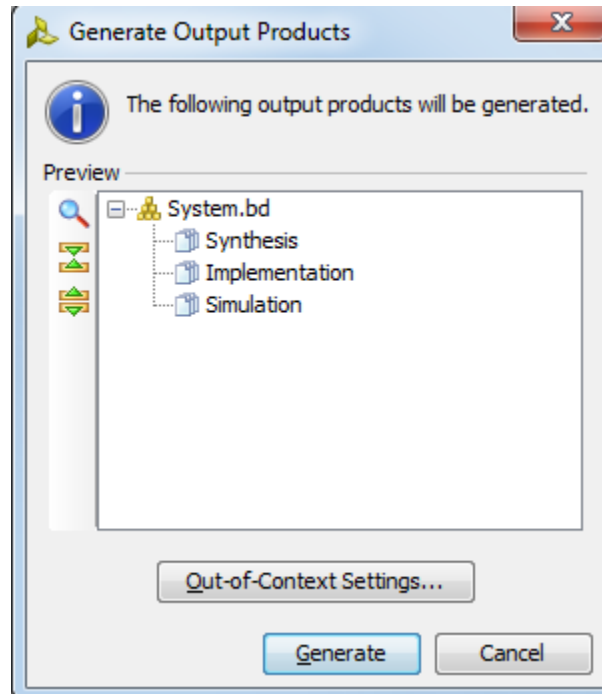 Generate Output Products
The following output products will be generated.
Preview
System.bd
Synthesis
Implementation
Simulation
Out-of-Context Settings...
Generate
Cancel